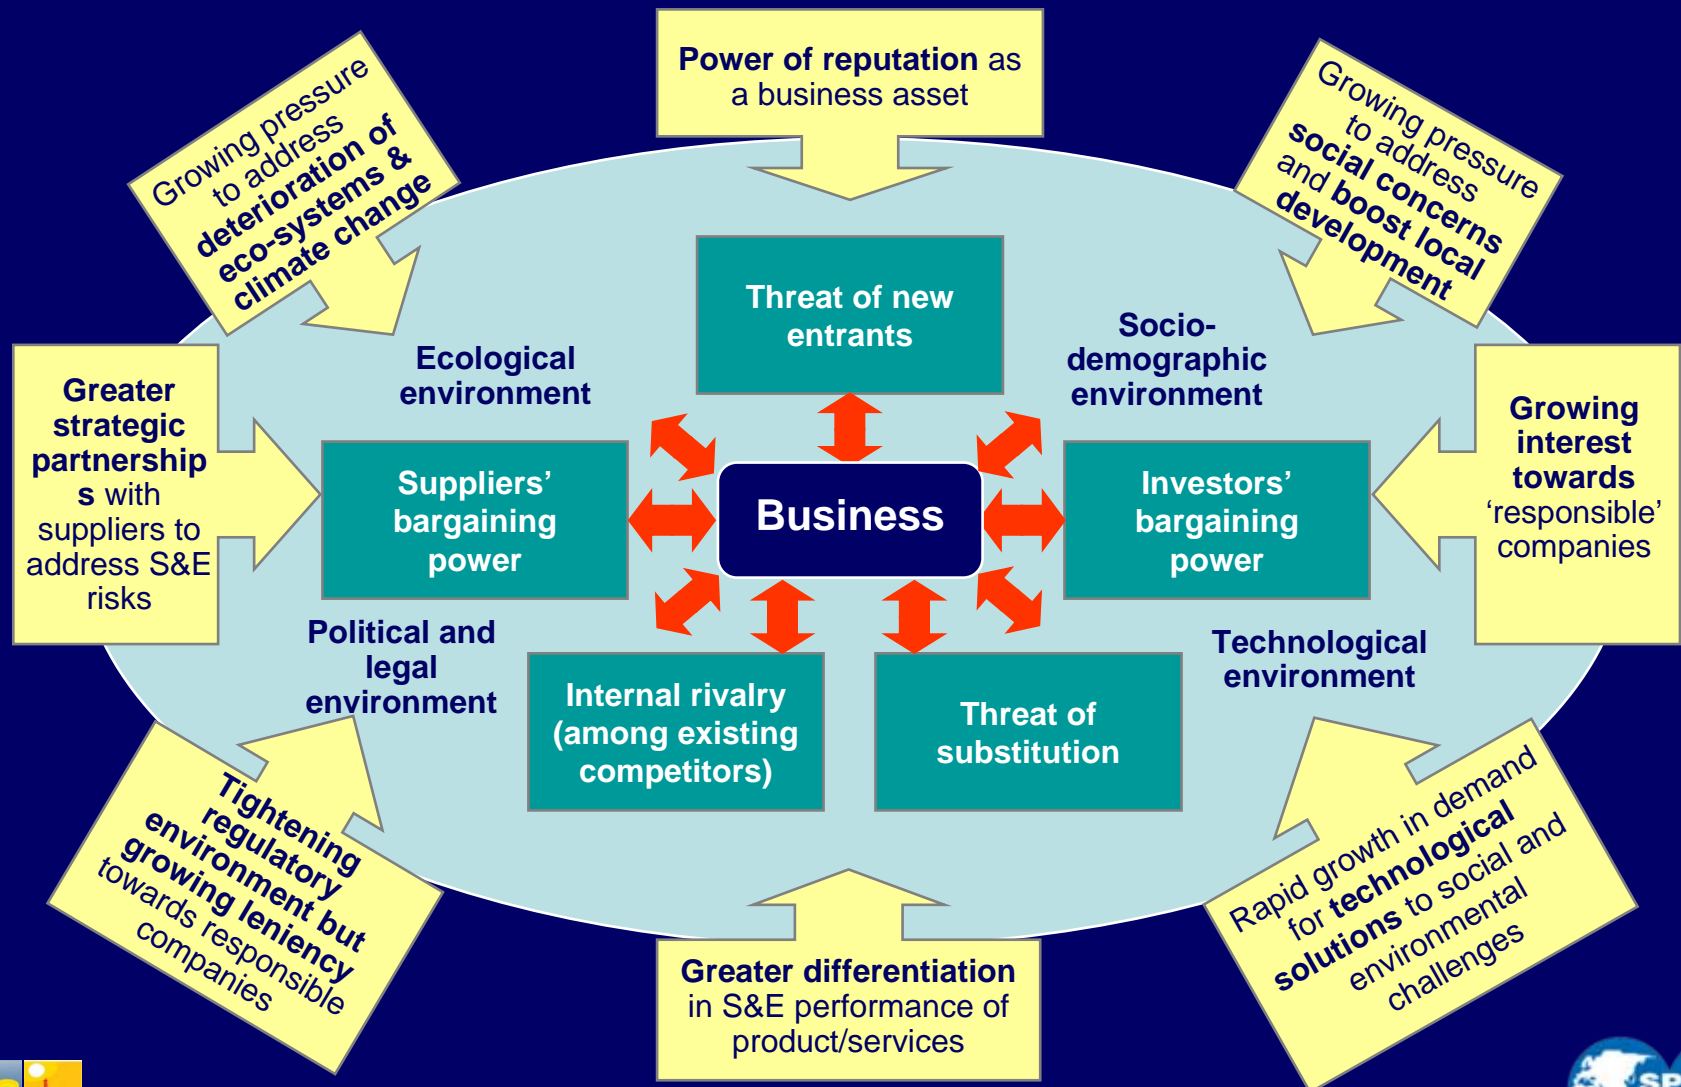 Power of reputation as
a business asset
Growing pressure
to address
deterioration of
eco-systems &
climate change
Growing pressure
to address
social concerns
and boost local
development
Threat of new
entrants
Ecological
environment
Socio-
demographic
environment
Greater
strategic
partnership
s with
suppliers to
address S&E
risks
Suppliers’
bargaining
power
Business
Investors’
bargaining
power
Growing
interest
towards
‘responsible’
companies
Political and
legal
environment
Internal rivalry
(among existing
competitors)
Threat of
substitution
Technological
environment
Tightening
regulatory
environment but
growing leniency
towards responsible
companies
Greater differentiation
in S&E performance of
product/services
Rapid growth in demand
for technological
solutions to social and
environmental
challenges